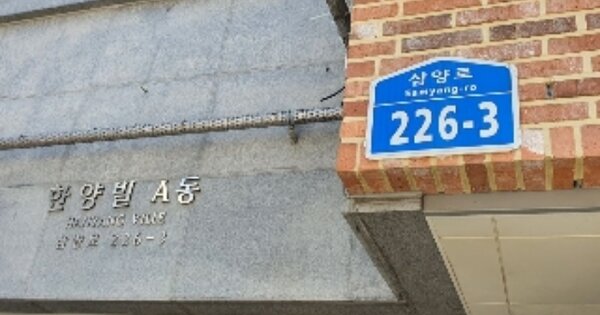 한양빌 A동
HANYANG VILLE
삼양로 226-3
삼양로
Samyang-ro
226-3